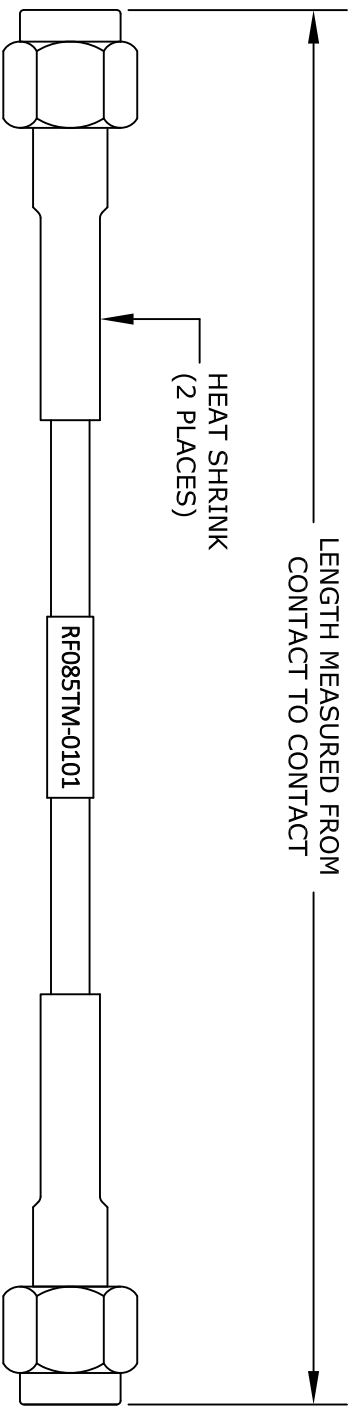 LENGTH MEASURED FROM
CONTACT TO CONTACT
HEAT SHRINK
(2 PLACES)
RF085TM-0101